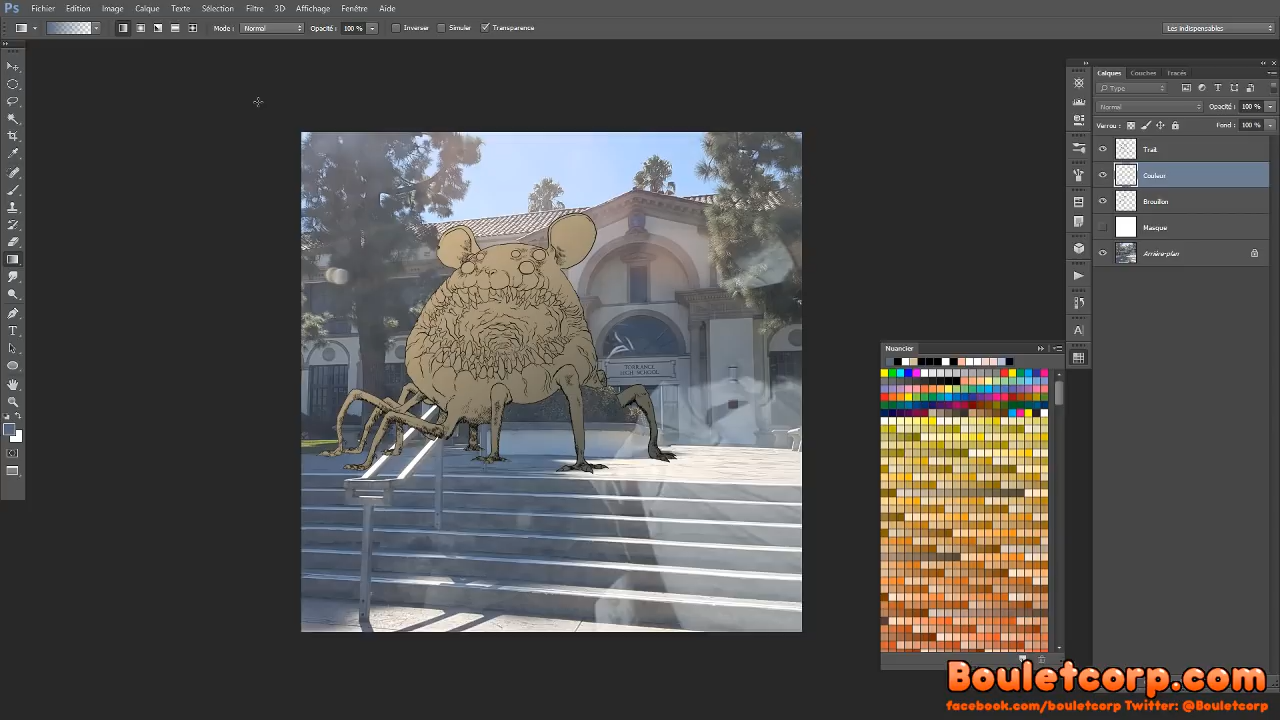 Ps Fichier Edition Image Calque Texte Sélection Filtre 3D Affichage Fenêtre Aide
Mode : Normal Opacité : 100 % Inverser Simuler Transparence Les indispensables
Calques Couches Tracés
Type
Normal Opacité : 100 %
Verrou : Fond : 100 %
Trait
Couleur
Brouillon
Masque
Arrière-plan
Nuancier
TORRANCE
HIGH SCHOOL
Bouletcorp.com
facebook.com/bouletcorp Twitter: @Bouletcorp